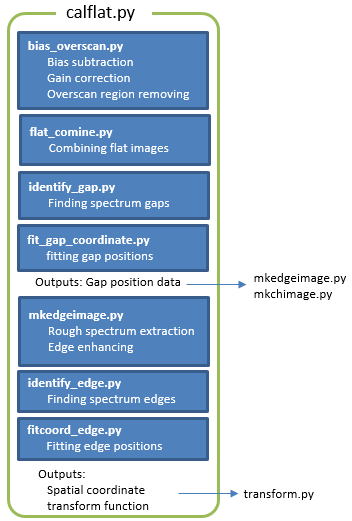 calflat.py
bias_overscan.py
Bias subtraction
Gain correction
Overscan region removing
flat_comine.py
Combining flat images
identify_gap.py
Finding spectrum gaps
fit_gap_coordinate.py
fitting gap positions
Outputs: Gap position data
mkedgeimage.py
mkchimage.py
mkedgeimage.py
Rough spectrum extraction
Edge enhancing
identify_edge.py
Finding spectrum edges
fitcoord_edge.py
Fitting edge positions
Outputs:
Spatial coordinate
transform function
transform.py